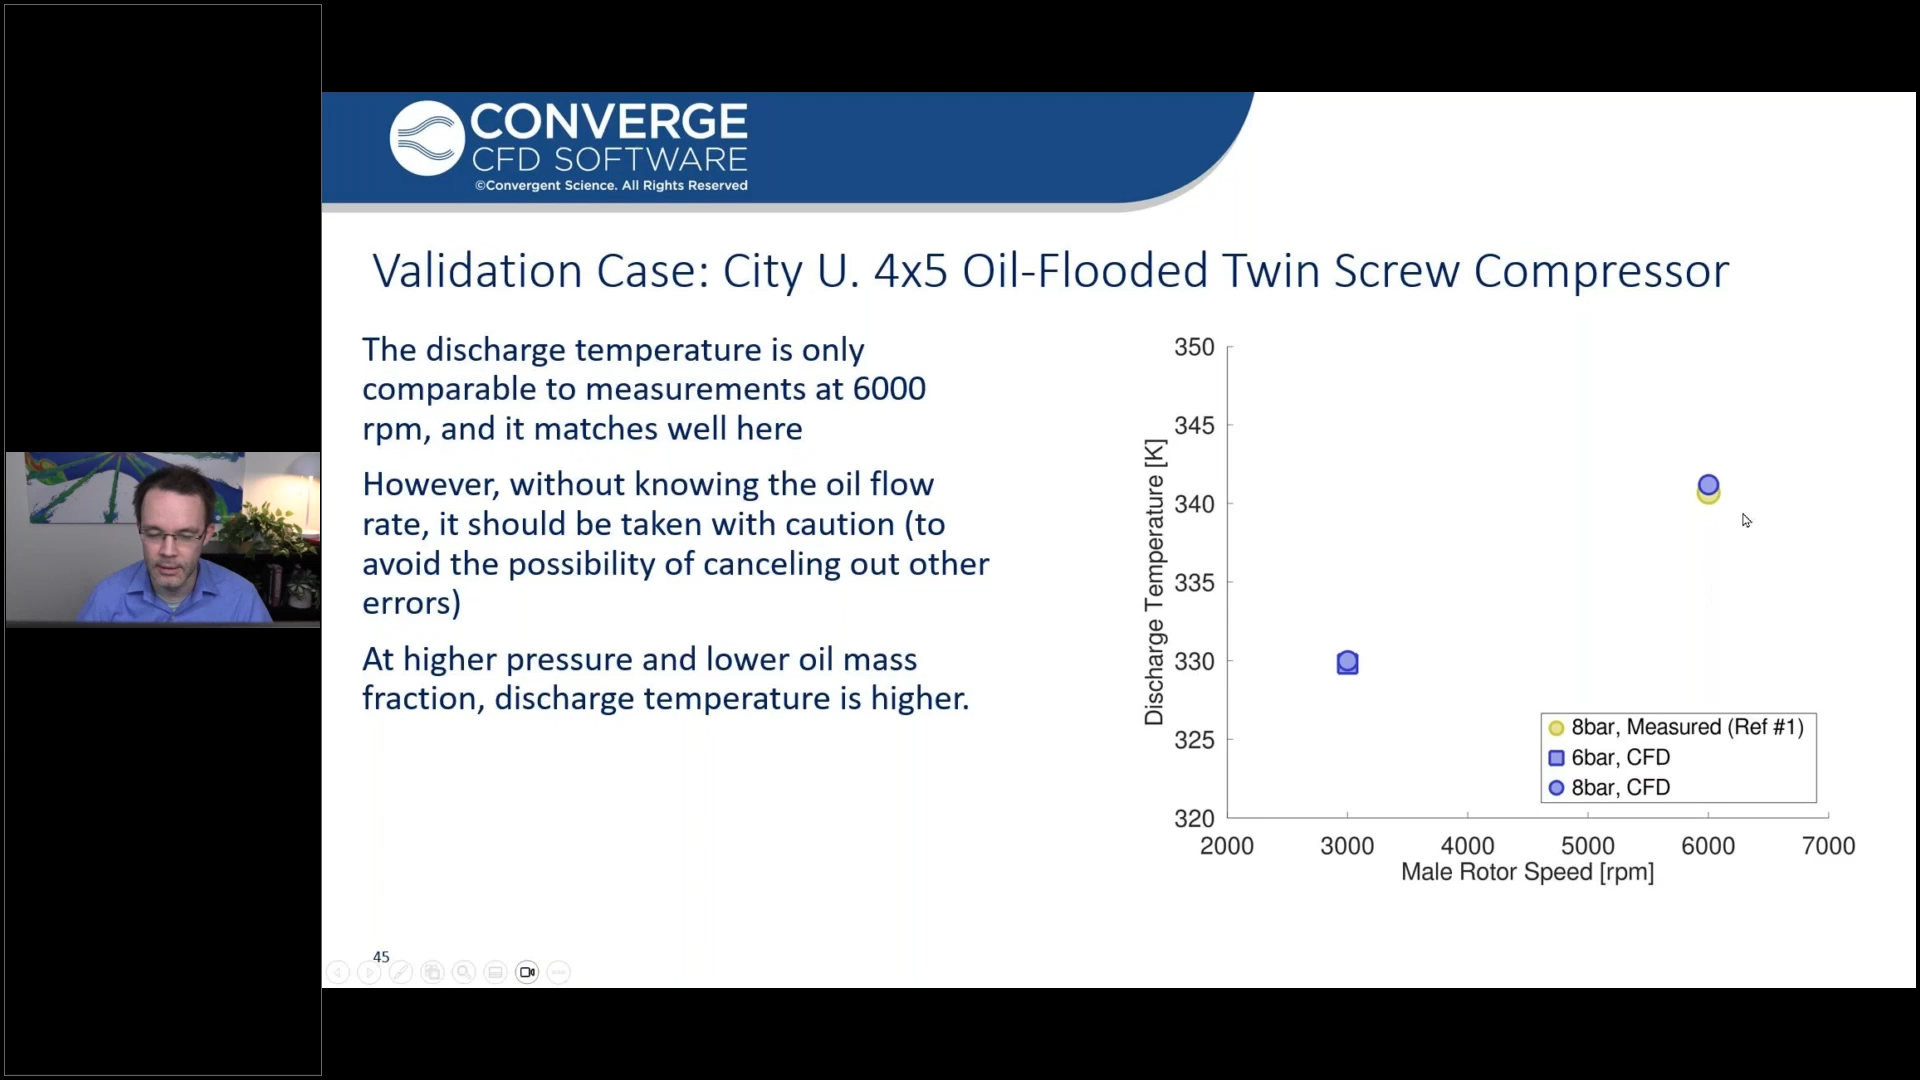 CONVERGE
CFD SOFTWARE
©Convergent Science. All Rights Reserved
Validation Case: City U. 4x5 Oil-Flooded Twin Screw Compressor
The discharge temperature is only
comparable to measurements at 6000
rpm, and it matches well here
However, without knowing the oil flow
rate, it should be taken with caution (to
avoid the possibility of canceling out other
errors)
At higher pressure and lower oil mass
fraction, discharge temperature is higher.
Discharge Temperature [K]
350
345
340
335
330
325
320
2000 3000 4000 5000 6000 7000
Male Rotor Speed [rpm]
8bar, Measured (Ref #1)
6bar, CFD
8bar, CFD
45